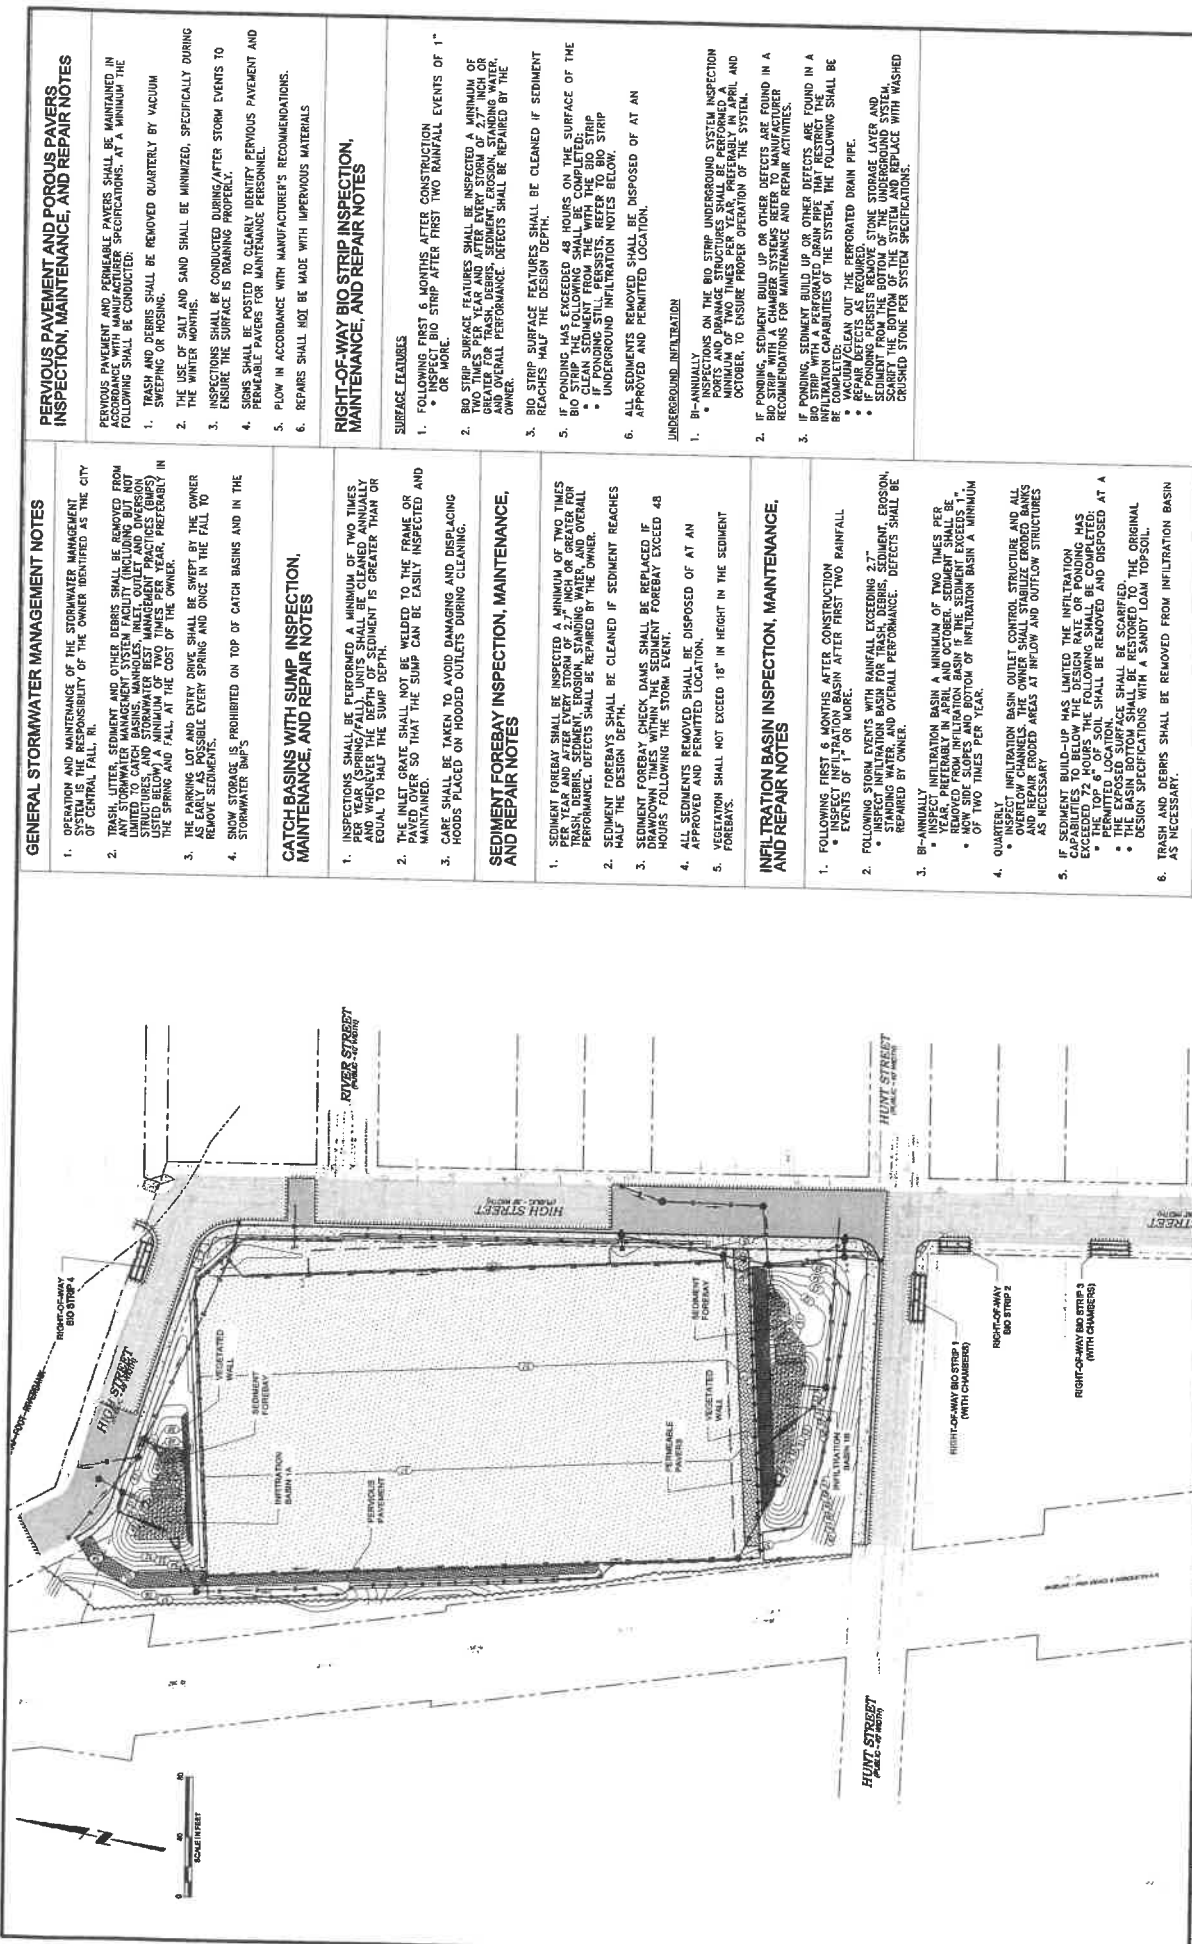 GENERAL STORMWATER MANAGEMENT NOTES
1. OPERATION AND MAINTENANCE OF THE STORMWATER MANAGEMENT
SYSTEM IS THE RESPONSIBILITY OF THE OWNER IDENTIFIED AS THE CITY
OF CENTRAL FALL, RI.
2. TRASH, LITTER, SEDIMENT AND OTHER DEBRIS SHALL BE REMOVED FROM
ANY STORMWATER MANAGEMENT SYSTEM FACILITY (INCLUDING BUT NOT
LIMITED TO CATCH BASINS, MANHOLES, INLET, OUTLET AND DIVERSION
STRUCTURES, AND STORMWATER BEST MANAGEMENT PRACTICES (BMPS)
LISTED BELOW) A MINIMUM OF TWO TIMES PER YEAR, PREFERABLY IN
THE SPRING AND FALL, AT THE COST OF THE OWNER.
3. THE PARKING LOT AND ENTRY DRIVE SHALL BE SWEPT BY THE OWNER
AS EARLY AS POSSIBLE EVERY SPRING AND ONCE IN THE FALL TO
REMOVE SEDIMENTS.
4. SNOW STORAGE IS PROHIBITED ON TOP OF CATCH BASINS AND IN THE
STORMWATER BMP'S
CATCH BASINS WITH SUMP INSPECTION,
MAINTENANCE, AND REPAIR NOTES
1. INSPECTIONS SHALL BE PERFORMED A MINIMUM OF TWO TIMES
PER YEAR (SPRING/FALL). UNITS SHALL BE CLEANED ANNUALLY
AND WHENEVER THE DEPTH OF SEDIMENT IS GREATER THAN OR
EQUAL TO HALF THE SUMP DEPTH.
2. THE INLET GRATE SHALL NOT BE WELDED TO THE FRAME OR
PAVED OVER SO THAT THE SUMP CAN BE EASILY INSPECTED AND
MAINTAINED.
3. CARE SHALL BE TAKEN TO AVOID DAMAGING AND DISPLACING
HOODS PLACED ON HOODED OUTLETS DURING CLEANING.
SEDIMENT FOREBAY INSPECTION, MAINTENANCE,
AND REPAIR NOTES
1. SEDIMENT FOREBAY SHALL BE INSPECTED A MINIMUM OF TWO TIMES
PER YEAR AND AFTER EVERY STORM OF 2.7" INCH OR GREATER FOR
TRASH, DEBRIS, SEDIMENT, EROSION, STANDING WATER, AND OVERALL
PERFORMANCE. DEFECTS SHALL BE REPAIRED BY THE OWNER.
2. SEDIMENT FOREBAYS SHALL BE CLEANED IF SEDIMENT REACHES
HALF THE DESIGN DEPTH.
3. SEDIMENT FOREBAY CHECK DAMS SHALL BE REPLACED IF
DRAWDOWN TIMES WITHIN THE SEDIMENT FOREBAY EXCEED 48
HOURS FOLLOWING THE STORM EVENT.
4. ALL SEDIMENTS REMOVED SHALL BE DISPOSED OF AT AN
APPROVED AND PERMITTED LOCATION.
5. VEGETATION SHALL NOT EXCEED 18" IN HEIGHT IN THE SEDIMENT
FOREBAYS.
INFILTRATION BASIN INSPECTION, MAINTENANCE,
AND REPAIR NOTES
1. FOLLOWING FIRST 6 MONTHS AFTER CONSTRUCTION
• INSPECT INFILTRATION BASIN AFTER FIRST TWO RAINFALL
EVENTS OF 1" OR MORE.
2. FOLLOWING STORM EVENTS WITH RAINFALL EXCEEDING 2.7"
• INSPECT INFILTRATION BASIN FOR TRASH, DEBRIS, SEDIMENT, EROSION,
STANDING WATER, AND OVERALL PERFORMANCE. DEFECTS SHALL BE
REPAIRED BY OWNER.
3. BI-ANNUALLY
• INSPECT INFILTRATION BASIN A MINIMUM OF TWO TIMES PER
YEAR, PREFERABLY IN APRIL AND OCTOBER. SEDIMENT SHALL BE
REMOVED FROM INFILTRATION BASIN IF THE SEDIMENT EXCEEDS 1".
• MOW SIDE SLOPES AND BOTTOM OF INFILTRATION BASIN A MINIMUM
OF TWO TIMES PER YEAR.
4. QUARTERLY
• INSPECT INFILTRATION BASIN OUTLET CONTROL STRUCTURE AND ALL
OVERFLOW CHANNELS. THE OWNER SHALL STABILIZE ERODED BANKS
AND REPAIR ERODED AREAS AT INFLOW AND OUTFLOW STRUCTURES
AS NECESSARY
5. IF SEDIMENT BUILD-UP HAS LIMITED THE INFILTRATION
CAPABILITIES TO BELOW THE DESIGN RATE OR PONDING HAS
EXCEEDED 72 HOURS THE FOLLOWING SHALL BE COMPLETED:
• THE TOP 6" OF SOIL SHALL BE REMOVED AND DISPOSED AT A
PERMITTED LOCATION.
• THE EXPOSED SURFACE SHALL BE SCARIFIED.
• THE BASIN BOTTOM SHALL BE RESTORED TO THE ORIGINAL
DESIGN SPECIFICATIONS WITH A SANDY LOAM TOPSOIL.
6. TRASH AND DEBRIS SHALL BE REMOVED FROM INFILTRATION BASIN
AS NECESSARY.
PERVIOUS PAVEMENT AND POROUS PAVERS
INSPECTION, MAINTENANCE, AND REPAIR NOTES
PERVIOUS PAVEMENT AND PERMEABLE PAVERS SHALL BE MAINTAINED IN
ACCORDANCE WITH MANUFACTURER SPECIFICATIONS. AT A MINIMUM THE
FOLLOWING SHALL BE CONDUCTED:
1. TRASH AND DEBRIS SHALL BE REMOVED QUARTERLY BY VACUUM
SWEEPING OR HOSING.
2. THE USE OF SALT AND SAND SHALL BE MINIMIZED, SPECIFICALLY DURING
THE WINTER MONTHS.
3. INSPECTIONS SHALL BE CONDUCTED DURING/AFTER STORM EVENTS TO
ENSURE THE SURFACE IS DRAINING PROPERLY.
4. SIGNS SHALL BE POSTED TO CLEARLY IDENTIFY PERVIOUS PAVEMENT AND
PERMEABLE PAVERS FOR MAINTENANCE PERSONNEL.
5. PLOW IN ACCORDANCE WITH MANUFACTURER'S RECOMMENDATIONS.
6. REPAIRS SHALL NOT BE MADE WITH IMPERVIOUS MATERIALS
RIGHT-OF-WAY BIO STRIP INSPECTION,
MAINTENANCE, AND REPAIR NOTES
SURFACE FEATURES
1. FOLLOWING FIRST 6 MONTHS AFTER CONSTRUCTION
• INSPECT BIO STRIP AFTER FIRST TWO RAINFALL EVENTS OF 1"
OR MORE.
2. BIO STRIP SURFACE FEATURES SHALL BE INSPECTED A MINIMUM OF
TWO TIMES PER YEAR AND AFTER EVERY STORM OF 2.7" INCH OR
GREATER FOR TRASH, DEBRIS, SEDIMENT, EROSION, STANDING WATER,
AND OVERALL PERFORMANCE. DEFECTS SHALL BE REPAIRED BY THE
OWNER.
3. BIO STRIP SURFACE FEATURES SHALL BE CLEANED IF SEDIMENT
REACHES HALF THE DESIGN DEPTH.
5. IF PONDING HAS EXCEEDED 48 HOURS ON THE SURFACE OF THE
BIO STRIP THE FOLLOWING SHALL BE COMPLETED:
• CLEAN SEDIMENT FROM THE WITH THE BIO STRIP
• IF PONDING STILL PERSISTS, REFER TO BIO STRIP
UNDERGROUND INFILTRATION NOTES BELOW.
6. ALL SEDIMENTS REMOVED SHALL BE DISPOSED OF AT AN
APPROVED AND PERMITTED LOCATION.
UNDERGROUND INFILTRATION
1. BI-ANNUALLY
• INSPECTIONS ON THE BIO STRIP UNDERGROUND SYSTEM INSPECTION
PORTS AND DRAINAGE STRUCTURES SHALL BE PERFORMED A
MINIMUM OF TWO TIMES PER YEAR, PREFERABLY IN APRIL AND
OCTOBER, TO ENSURE PROPER OPERATION OF THE SYSTEM.
2. IF PONDING, SEDIMENT BUILD UP OR OTHER DEFECTS ARE FOUND IN A
BIO STRIP WITH A CHAMBER SYSTEMS REFER TO MANUFACTURER
RECOMMENDATIONS FOR MAINTENANCE AND REPAIR ACTIVITIES.
3. IF PONDING, SEDIMENT BUILD UP OR OTHER DEFECTS ARE FOUND IN A
BIO STRIP WITH A PERFORATED DRAIN PIPE THAT RESTRICT THE
INFILTRATION CAPABILITIES OF THE SYSTEM, THE FOLLOWING SHALL BE
BE COMPLETED:
• VACUUM/CLEAN OUT THE PERFORATED DRAIN PIPE.
• REPAIR DEFECTS AS REQUIRED.
• IF PONDING PERSISTS REMOVE STONE STORAGE LAYER AND
SEDIMENT FROM THE BOTTOM OF THE UNDERGROUND SYSTEM,
SCARIFY THE BOTTOM OF THE SYSTEM AND REPLACE WITH WASHED
CRUSHED STONE PER SYSTEM SPECIFICATIONS.
RIVER STREET
(PUBLIC - 40' WIDTH)
HIGH STREET
HIGH STREET
HUNT STREET
HUNT STREET
(PUBLIC - 40' WIDTH)
RIGHT-OF-WAY
BIO STRIP 4
VEGETATED
WALL
SEDIMENT
FOREBAY
INFITRATION
BASIN 1A
PERVIOUS
PAVEMENT
SEDIMENT
FOREBAY
VEGETATED
WALL
PERMEABLE
PAVERS
INFILTRATION
BASIN 1B
RIGHT-OF-WAY BIO STRIP 1
(WITH CHAMBERS)
RIGHT-OF-WAY
BIO STRIP 2
RIGHT-OF-WAY BIO STRIP 3
(WITH CHAMBERS)
0 40 80
SCALE IN FEET